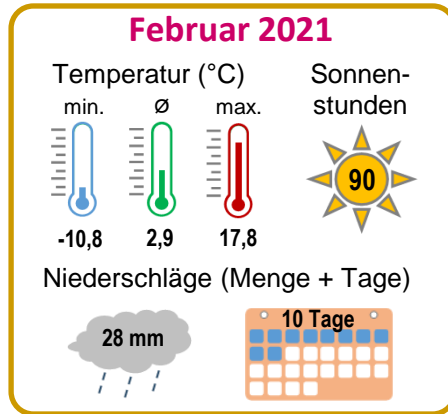 Februar 2021
Temperatur (°C)
Sonnen-
stunden
min.
Ø
max.
90
-10,8
2,9
17,8
Niederschläge (Menge + Tage)
28 mm
10 Tage